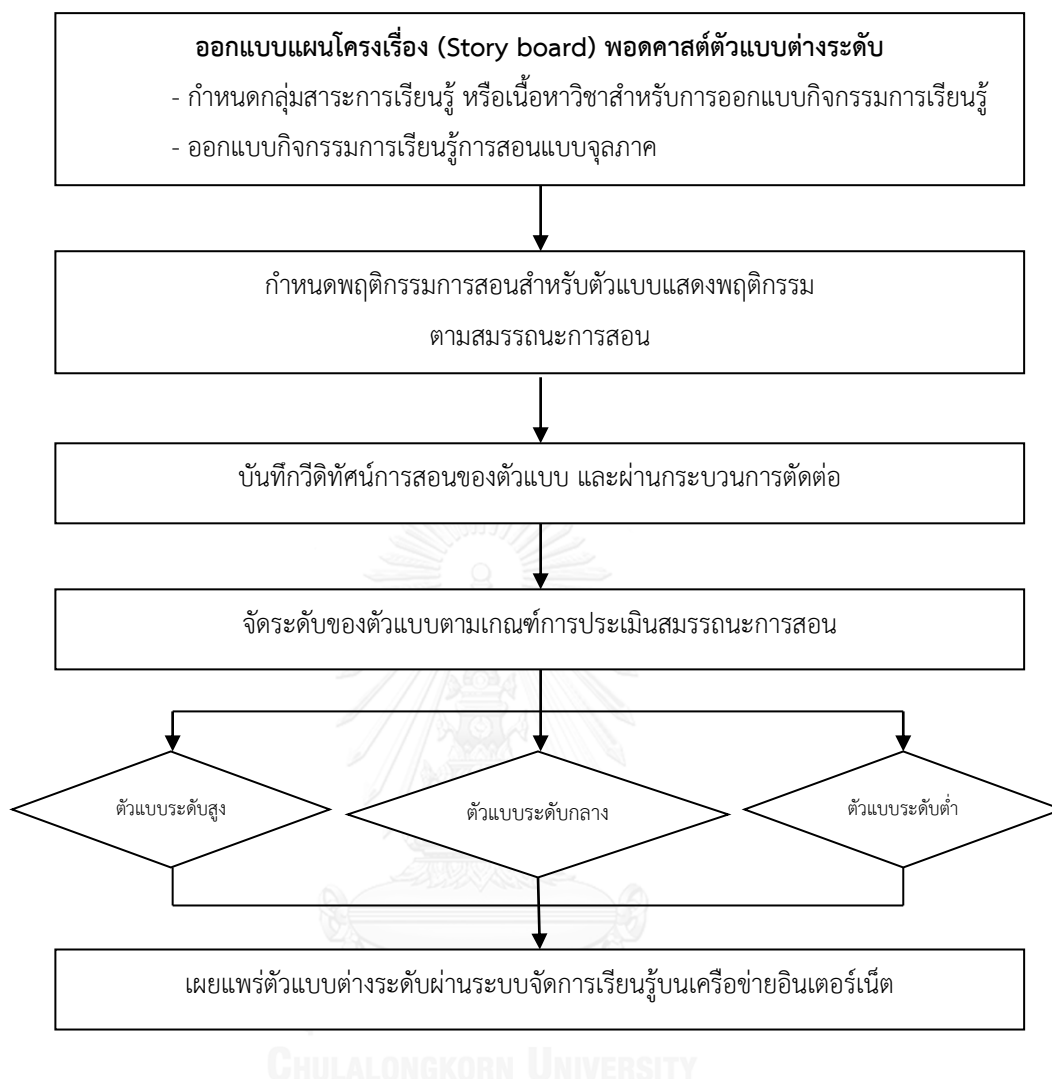 ออกแบบแผนโครงเรื่อง (Story board) พอดคาสต์ตัวแบบต่างระดับ
- กำหนดกลุ่มสาระการเรียนรู้ หรือเนื้อหาวิชาสำหรับการออกแบบกิจกรรมการเรียนรู้
- ออกแบบกิจกรรมการเรียนรู้การสอนแบบจุลภาค
กำหนดพฤติกรรมการสอนสำหรับตัวแบบแสดงพฤติกรรม
ตามสมรรถนะการสอน
บันทึกวีดิทัศน์การสอนของตัวแบบ และผ่านกระบวนการตัดต่อ
จัดระดับของตัวแบบตามเกณฑ์การประเมินสมรรถนะการสอน
ตัวแบบระดับสูง
ตัวแบบระดับกลาง
ตัวแบบระดับต่ำ
เผยแพร่ตัวแบบต่างระดับผ่านระบบจัดการเรียนรู้บนเครือข่ายอินเตอร์เน็ต
CHULALONGKORN UNIVERSITY